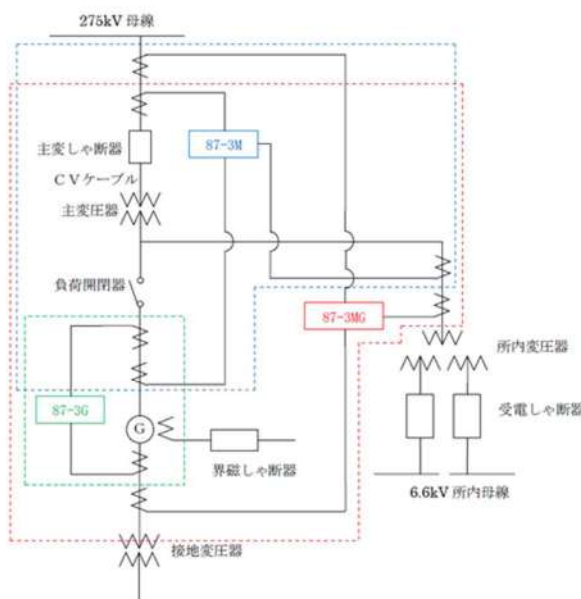 275kV 母線
主変しゃ断器
87-3M
ＣＶケーブル
主変圧器
負荷開閉器
87-3MG
所内変圧器
87-3G
G
受電しゃ断器
界磁しゃ断器
6.6kV 所内母線
接地変圧器